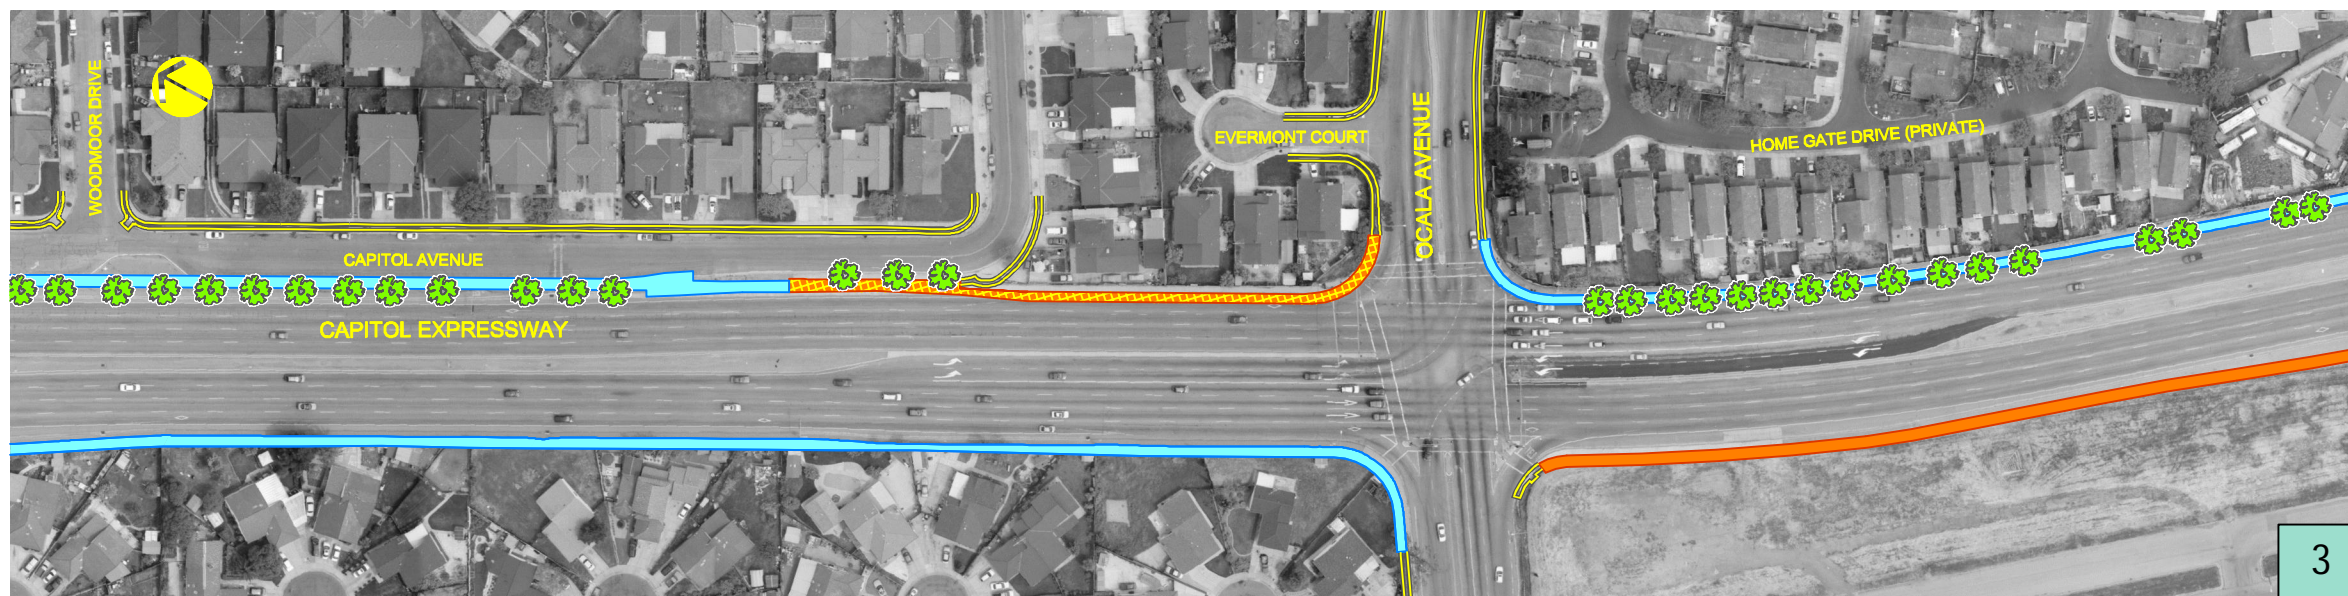 WOODMOOR DRIVE
CAPITOL AVENUE
CAPITOL EXPRESSWAY
EVERMONT COURT
OCALA AVENUE
HOME GATE DRIVE (PRIVATE)
3